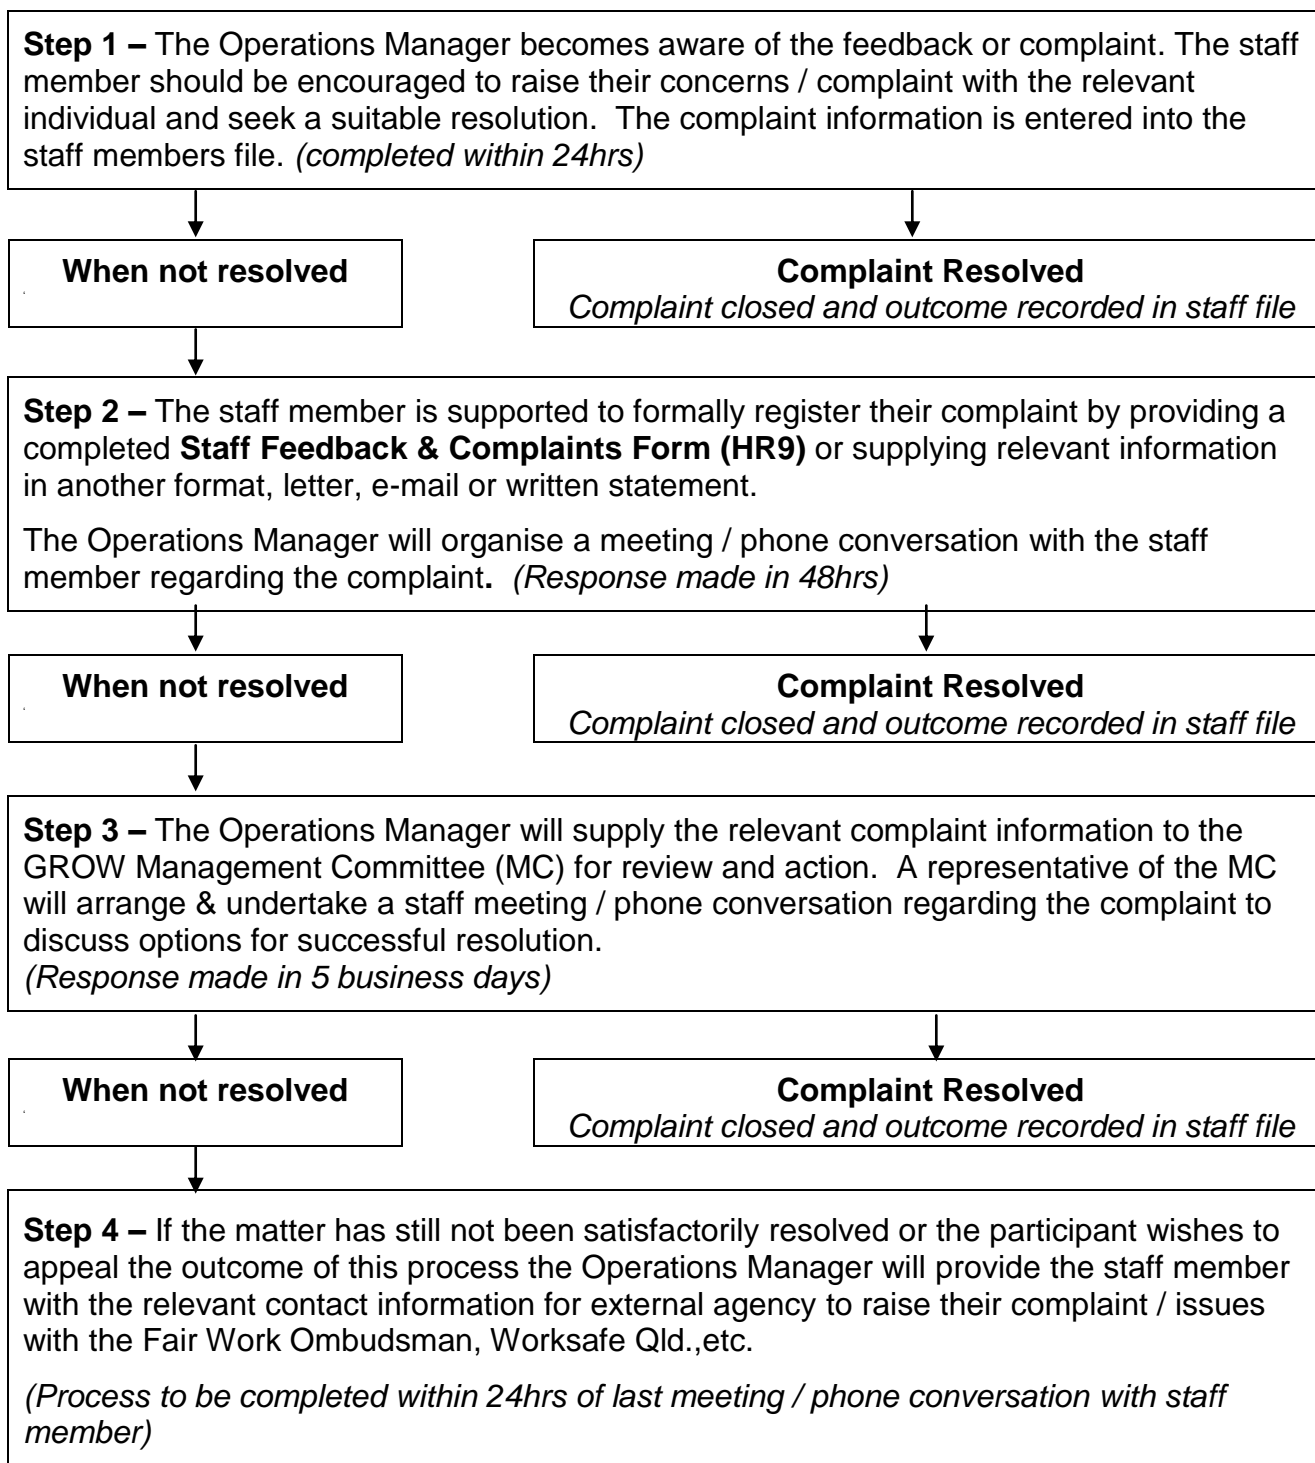 Step 1 – The Operations Manager becomes aware of the feedback or complaint. The staff
member should be encouraged to raise their concerns / complaint with the relevant
individual and seek a suitable resolution.  The complaint information is entered into the
staff members file. (completed within 24hrs)
When not resolved
Complaint Resolved
Complaint closed and outcome recorded in staff file
Step 2 – The staff member is supported to formally register their complaint by providing a
completed Staff Feedback & Complaints Form (HR9) or supplying relevant information
in another format, letter, e-mail or written statement.
The Operations Manager will organise a meeting / phone conversation with the staff
member regarding the complaint.  (Response made in 48hrs)
When not resolved
Complaint Resolved
Complaint closed and outcome recorded in staff file
Step 3 – The Operations Manager will supply the relevant complaint information to the
GROW Management Committee (MC) for review and action.  A representative of the MC
will arrange & undertake a staff meeting / phone conversation regarding the complaint to
discuss options for successful resolution.
(Response made in 5 business days)
When not resolved
Complaint Resolved
Complaint closed and outcome recorded in staff file
Step 4 – If the matter has still not been satisfactorily resolved or the participant wishes to
appeal the outcome of this process the Operations Manager will provide the staff member
with the relevant contact information for external agency to raise their complaint / issues
with the Fair Work Ombudsman, Worksafe Qld.,etc.
(Process to be completed within 24hrs of last meeting / phone conversation with staff
member)